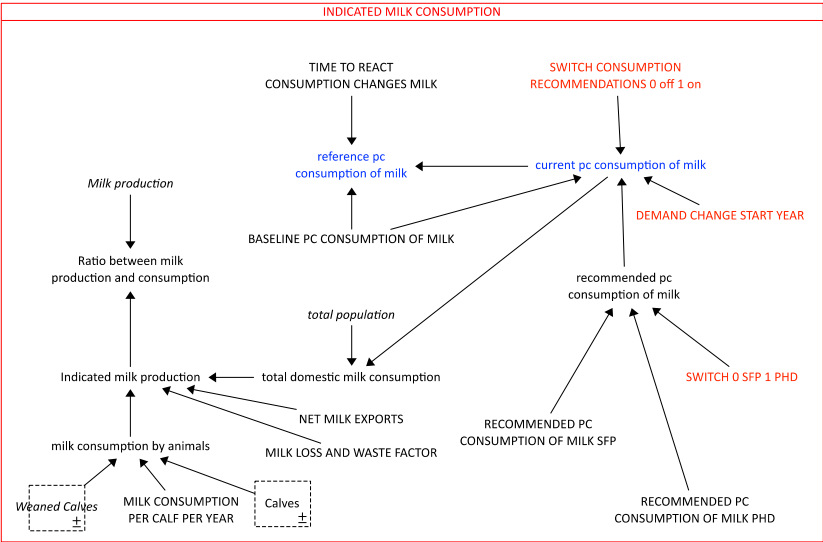 INDICATED MILK CONSUMPTION
TIME TO REACT
CONSUMPTION CHANGES MILK
SWITCH CONSUMPTION
RECOMMENDATIONS 0 off 1 on
reference pc
consumption of milk
current pc consumption of milk
Milk production
DEMAND CHANGE START YEAR
BASELINE PC CONSUMPTION OF MILK
Ratio between milk
production and consumption
recommended pc
consumption of milk
total population
Indicated milk production
total domestic milk consumption
SWITCH 0 SFP 1 PHD
NET MILK EXPORTS
RECOMMENDED PC
CONSUMPTION OF MILK SFP
milk consumption by animals
MILK LOSS AND WASTE FACTOR
Weaned Calves
±
MILK CONSUMPTION
PER CALF PER YEAR
Calves
±
RECOMMENDED PC
CONSUMPTION OF MILK PHD